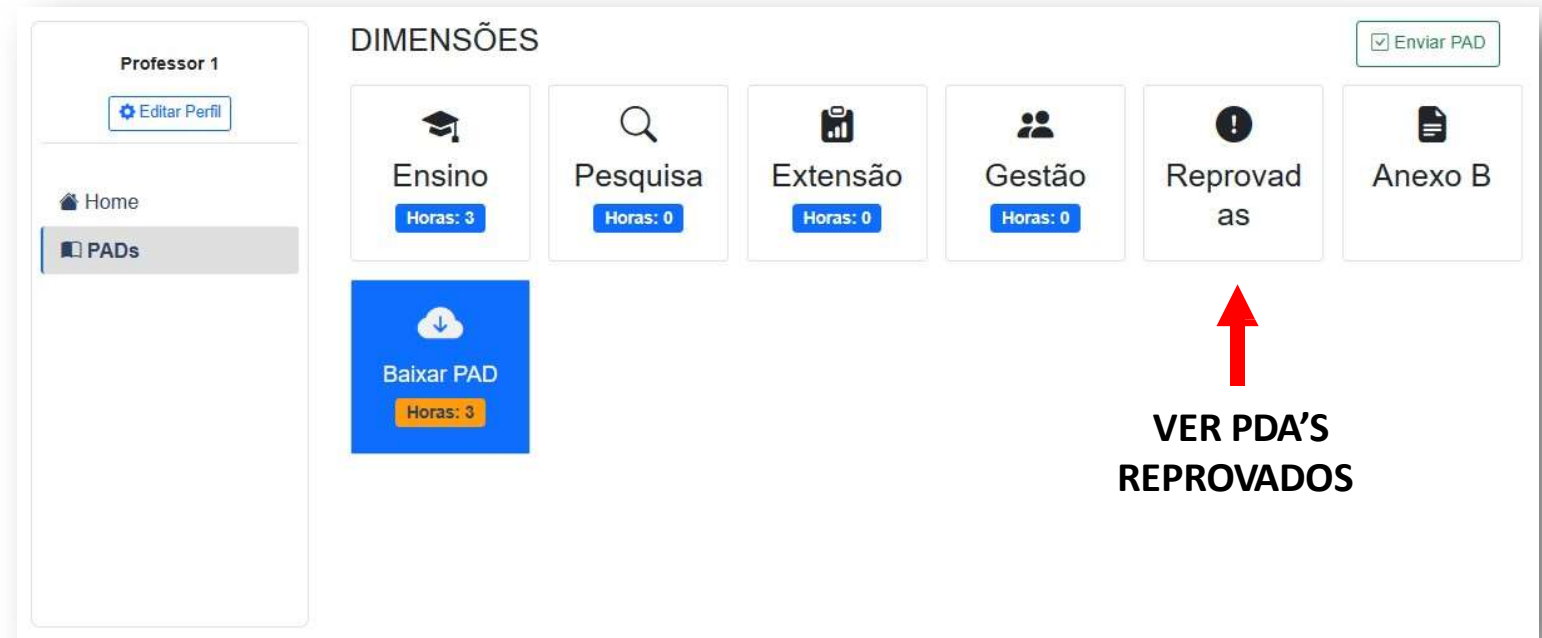 Professor 1
Editar Perfil
Home
PADs
DIMENSÕES
Enviar PAD
Ensino
Horas: 3
Pesquisa
Horas: 0
Extensão
Horas: 0
Gestão
Horas: 0
Reprovad
as
Anexo B
Baixar PAD
Horas: 3
VER PDA’S
REPROVADOS